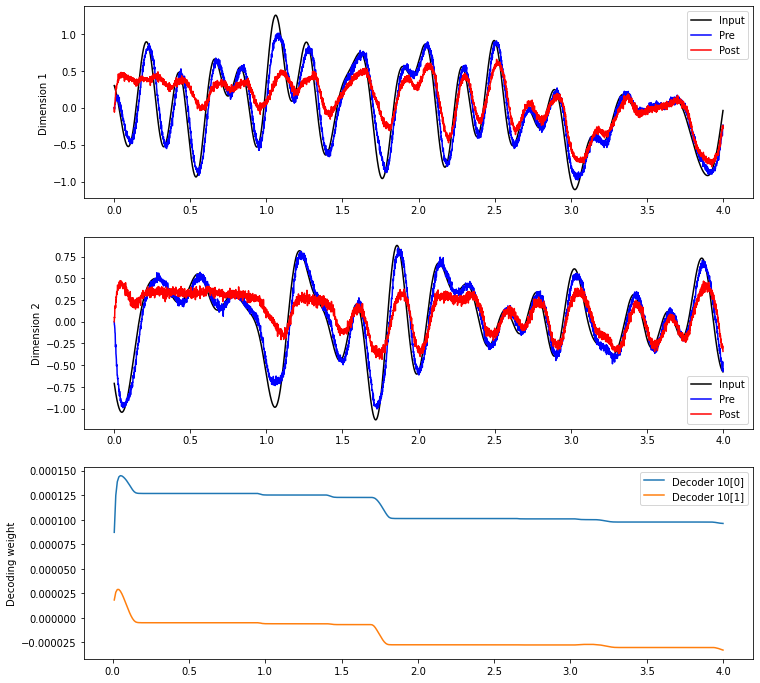 Dimension 1
1.0
0.5
0.0
−0.5
−1.0
Input
Pre
Post
0.0 0.5 1.0 1.5 2.0 2.5 3.0 3.5 4.0
Dimension 2
0.75
0.50
0.25
0.00
−0.25
−0.50
−0.75
−1.00
Input
Pre
Post
0.0 0.5 1.0 1.5 2.0 2.5 3.0 3.5 4.0
Decoding weight
0.000150
0.000125
0.000100
0.000075
0.000050
0.000025
0.000000
−0.000025
Decoder 10[0]
Decoder 10[1]
0.0 0.5 1.0 1.5 2.0 2.5 3.0 3.5 4.0